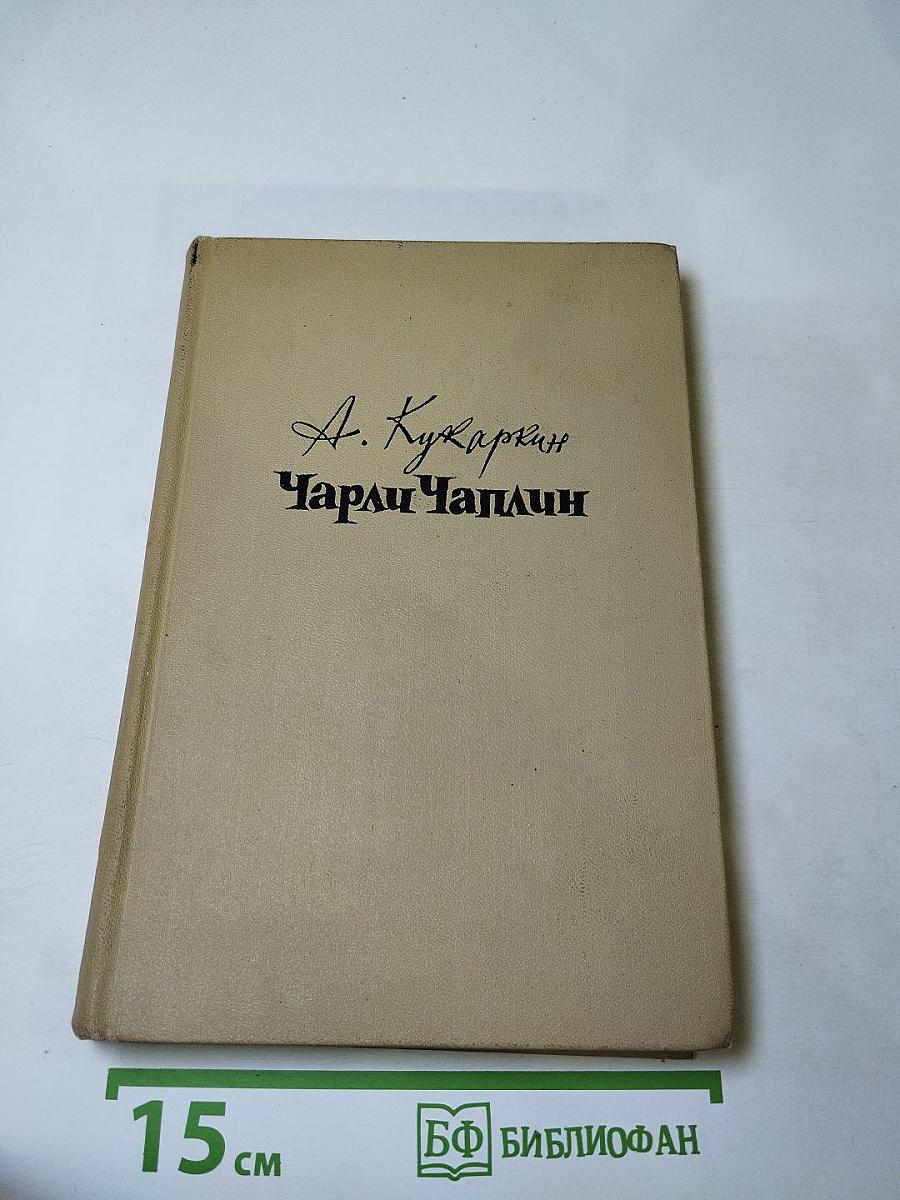 А. Кукаркин
Чарли Чаплин
15 см
БФ БИБЛИОФАН